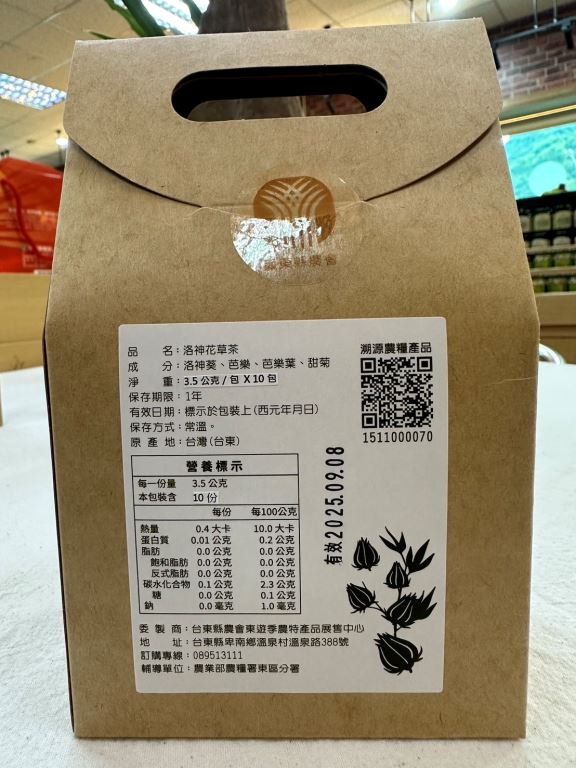 品　　名：洛神花草茶
成　　分：洛神葵、芭樂、芭樂葉、甜菊
淨　　重：3.5 公克 / 包 X 10 包
保存期限：1年
有效日期：標示於包裝上(西元年月日)
保存方式：常溫。
原 產 地：台灣(台東)
溯源農糧產品
1511000070
營養標示
每一份量 3.5 公克
本包裝含 10 份
每份 每100公克
熱量 0.4 大卡 10.0 大卡
蛋白質 0.01 公克 0.2 公克
脂肪 0.0 公克 0.0 公克
飽和脂肪 0.0 公克 0.0 公克
反式脂肪 0.0 公克 0.0 公克
碳水化合物 0.1 公克 2.3 公克
糖 0.0 公克 0.1 公克
鈉 0.0 毫克 1.0 毫克
有效2025.09.08
委 製 商：台東縣農會東遊季農特產品展售中心
地　　址：台東縣卑南鄉溫泉村溫泉路388號
訂購專線：089513111
輔導單位：農業部農糧署東區分署